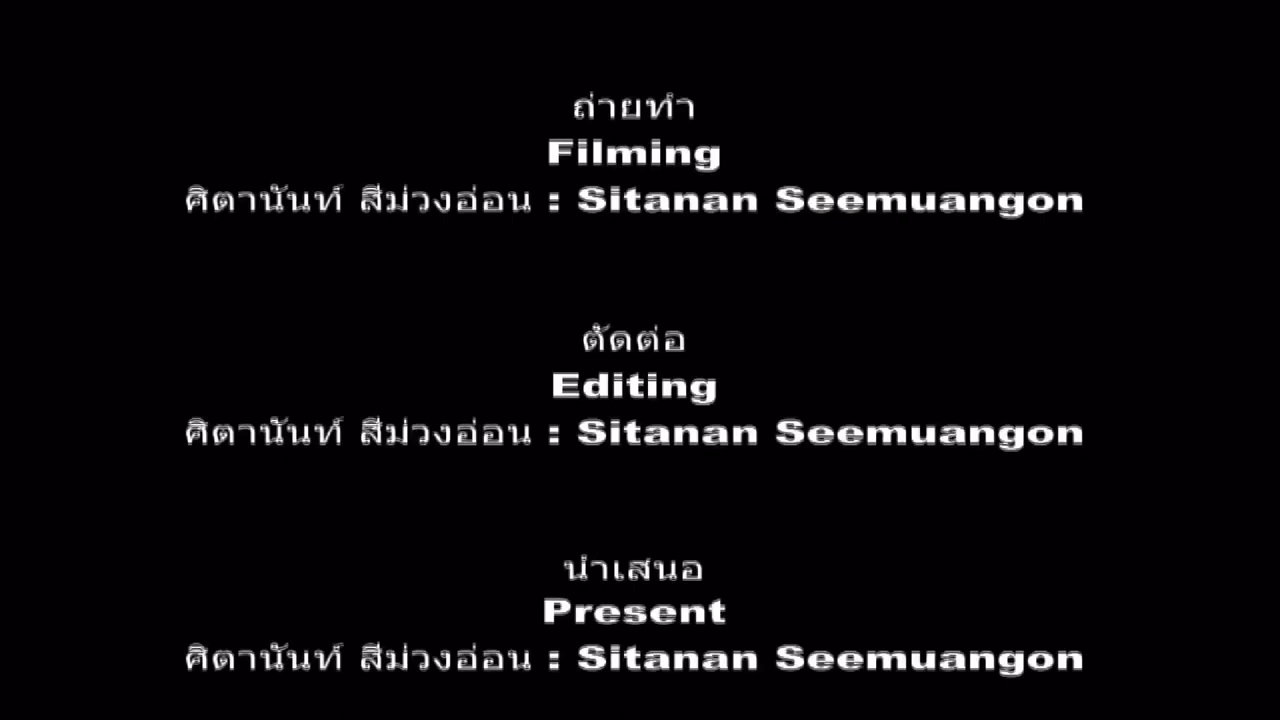 ถ่ายทำ
Filming
ศิตานันท์ สีม่วงอ่อน : Sitanan Seemuangon
ตัดต่อ
Editing
ศิตานันท์ สีม่วงอ่อน : Sitanan Seemuangon
นำเสนอ
Present
ศิตานันท์ สีม่วงอ่อน : Sitanan Seemuangon